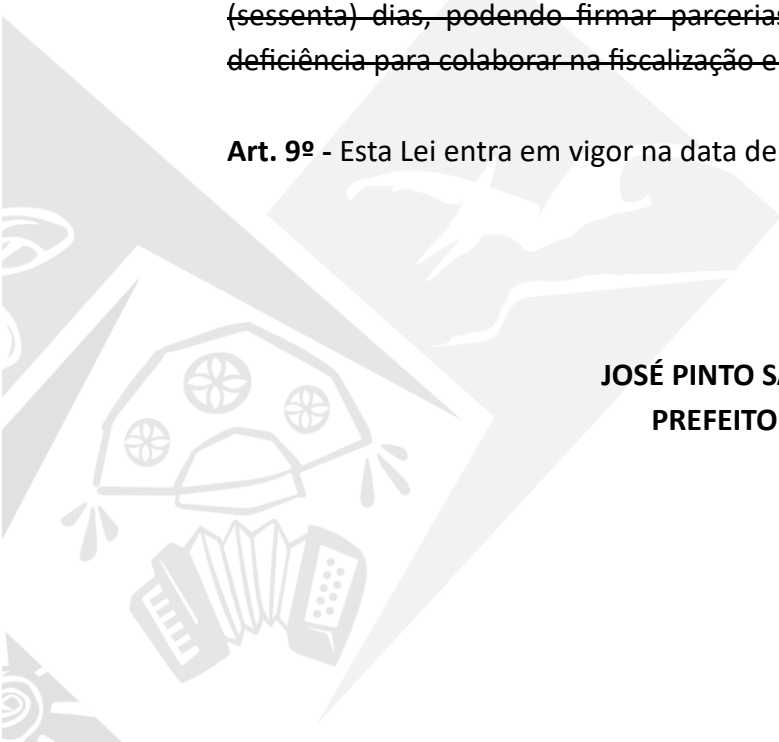 (sessenta) dias, podendo firmar parcerias
deficiência para colaborar na fiscalização e
Art. 9º - Esta Lei entra em vigor na data de
JOSÉ PINTO SA
PREFEITO